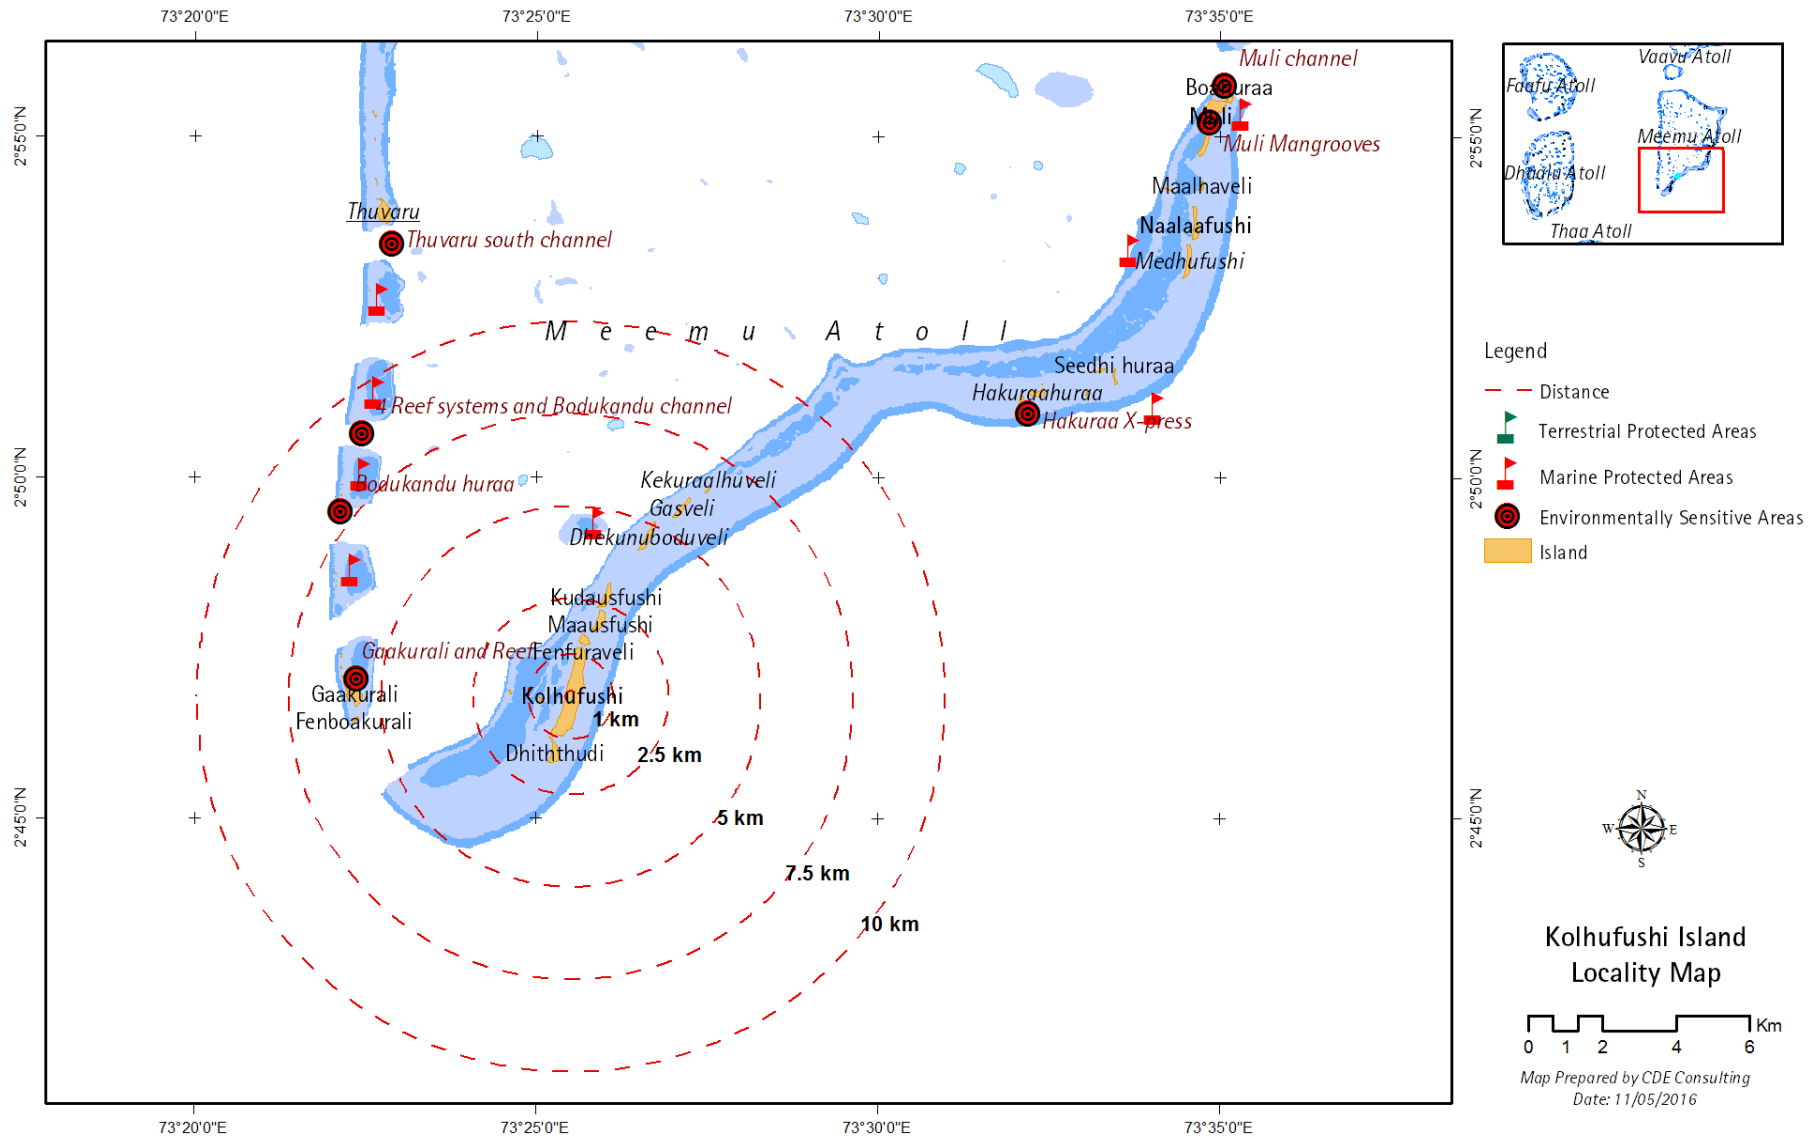 73°20'0"E
73°25'0"E
73°30'0"E
73°35'0"E
2°55'0"N
2°50'0"N
2°45'0"N
2°55'0"N
2°50'0"N
2°45'0"N
Muli channel
Boahuraa
Muli
Muli Mangrooves
Maalhaveli
Thuvaru
Thuvaru south channel
Naalaafushi
Medhufushi
Meemu Atoll
Seedhi huraa
Hakuraahuraa
Hakuraa X-press
4 Reef systems and Bodukandu channel
Bodukandu huraa
Kekuraalhuveli
Gasveli
Dhekunuboduveli
Kudausfushi
Maausfushi
Gaakurali and Reef
Fenfuraveli
Gaakurali
Kolhufushi
Fenboakurali
1 km
Dhiththudi
2.5 km
5 km
7.5 km
10 km
73°20'0"E
73°25'0"E
73°30'0"E
73°35'0"E
Vaavu Atoll
Faafu Atoll
Meemu Atoll
Dhaalu Atoll
Thaa Atoll
Legend
Distance
Terrestrial Protected Areas
Marine Protected Areas
Environmentally Sensitive Areas
Island
N
W
E
S
Kolhufushi Island
Locality Map
Km
0 1 2 4 6
Map Prepared by CDE Consulting
Date: 11/05/2016